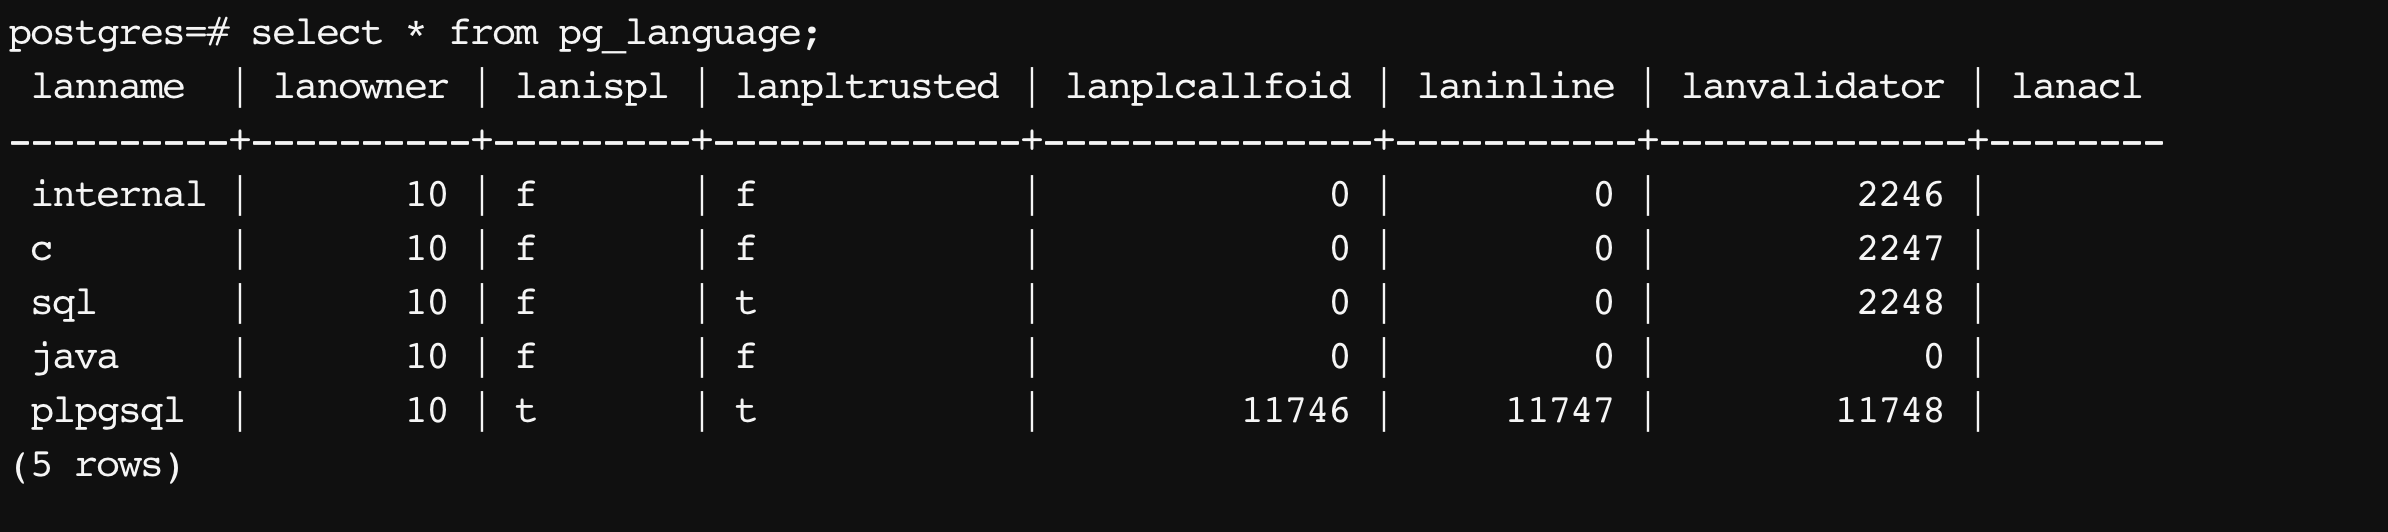 postgres=# select * from pg_language;
 lanname  | lanowner | lanispl | lanpltrusted | lanplcallfoid | laninline | lanvalidator | lanacl
----------+----------+---------+--------------+---------------+-----------+--------------+--------
 internal |       10 | f       | f            |             0 |         0 |         2246 |
 c        |       10 | f       | f            |             0 |         0 |         2247 |
 sql      |       10 | f       | t            |             0 |         0 |         2248 |
 java     |       10 | f       | f            |             0 |         0 |            0 |
 plpgsql  |       10 | t       | t            |         11746 |     11747 |        11748 |
(5 rows)